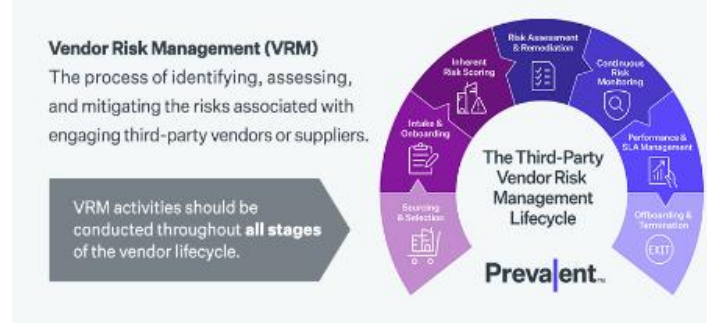 Vendor Risk Management (VRM)
The process of identifying, assessing,
and mitigating the risks associated with
engaging third-party vendors or suppliers.
VRM activities should be
conducted throughout all stages
of the vendor lifecycle.
Sourcing
& Selection
Intake &
Onboarding
Inherent
Risk Scoring
Risk Assessment
& Remediation
Continuous
Risk
Monitoring
Performance &
SLA Management
Offboarding &
Termination
EXIT
The Third-Party
Vendor Risk
Management
Lifecycle
Prevalent™